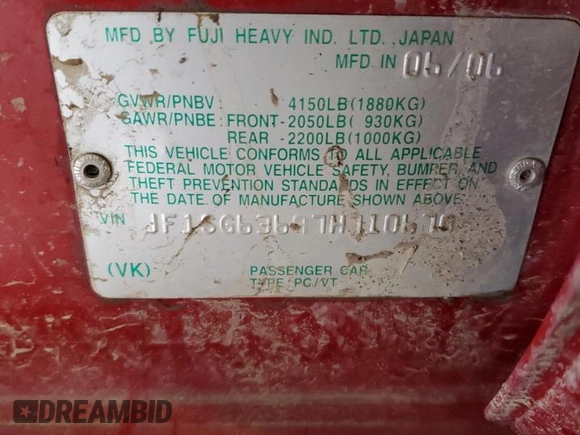 MFD BY FUJI HEAVY IND. LTD. JAPAN
MFD IN 06/06
GVWR/PNBV: 4150LB(1880KG)
GAWR/PNBE: FRONT-2050LB( 930KG)
REAR -2200LB(1000KG)
THIS VEHICLE CONFORMS TO ALL APPLICABLE
FEDERAL MOTOR VEHICLE SAFETY, BUMPER, AND
THEFT PREVENTION STANDARDS IN EFFECT ON
THE DATE OF MANUFACTURE SHOWN ABOVE.
VIN
(VK) PASSENGER CAR
TYPE/PC/VT
DREAMBID